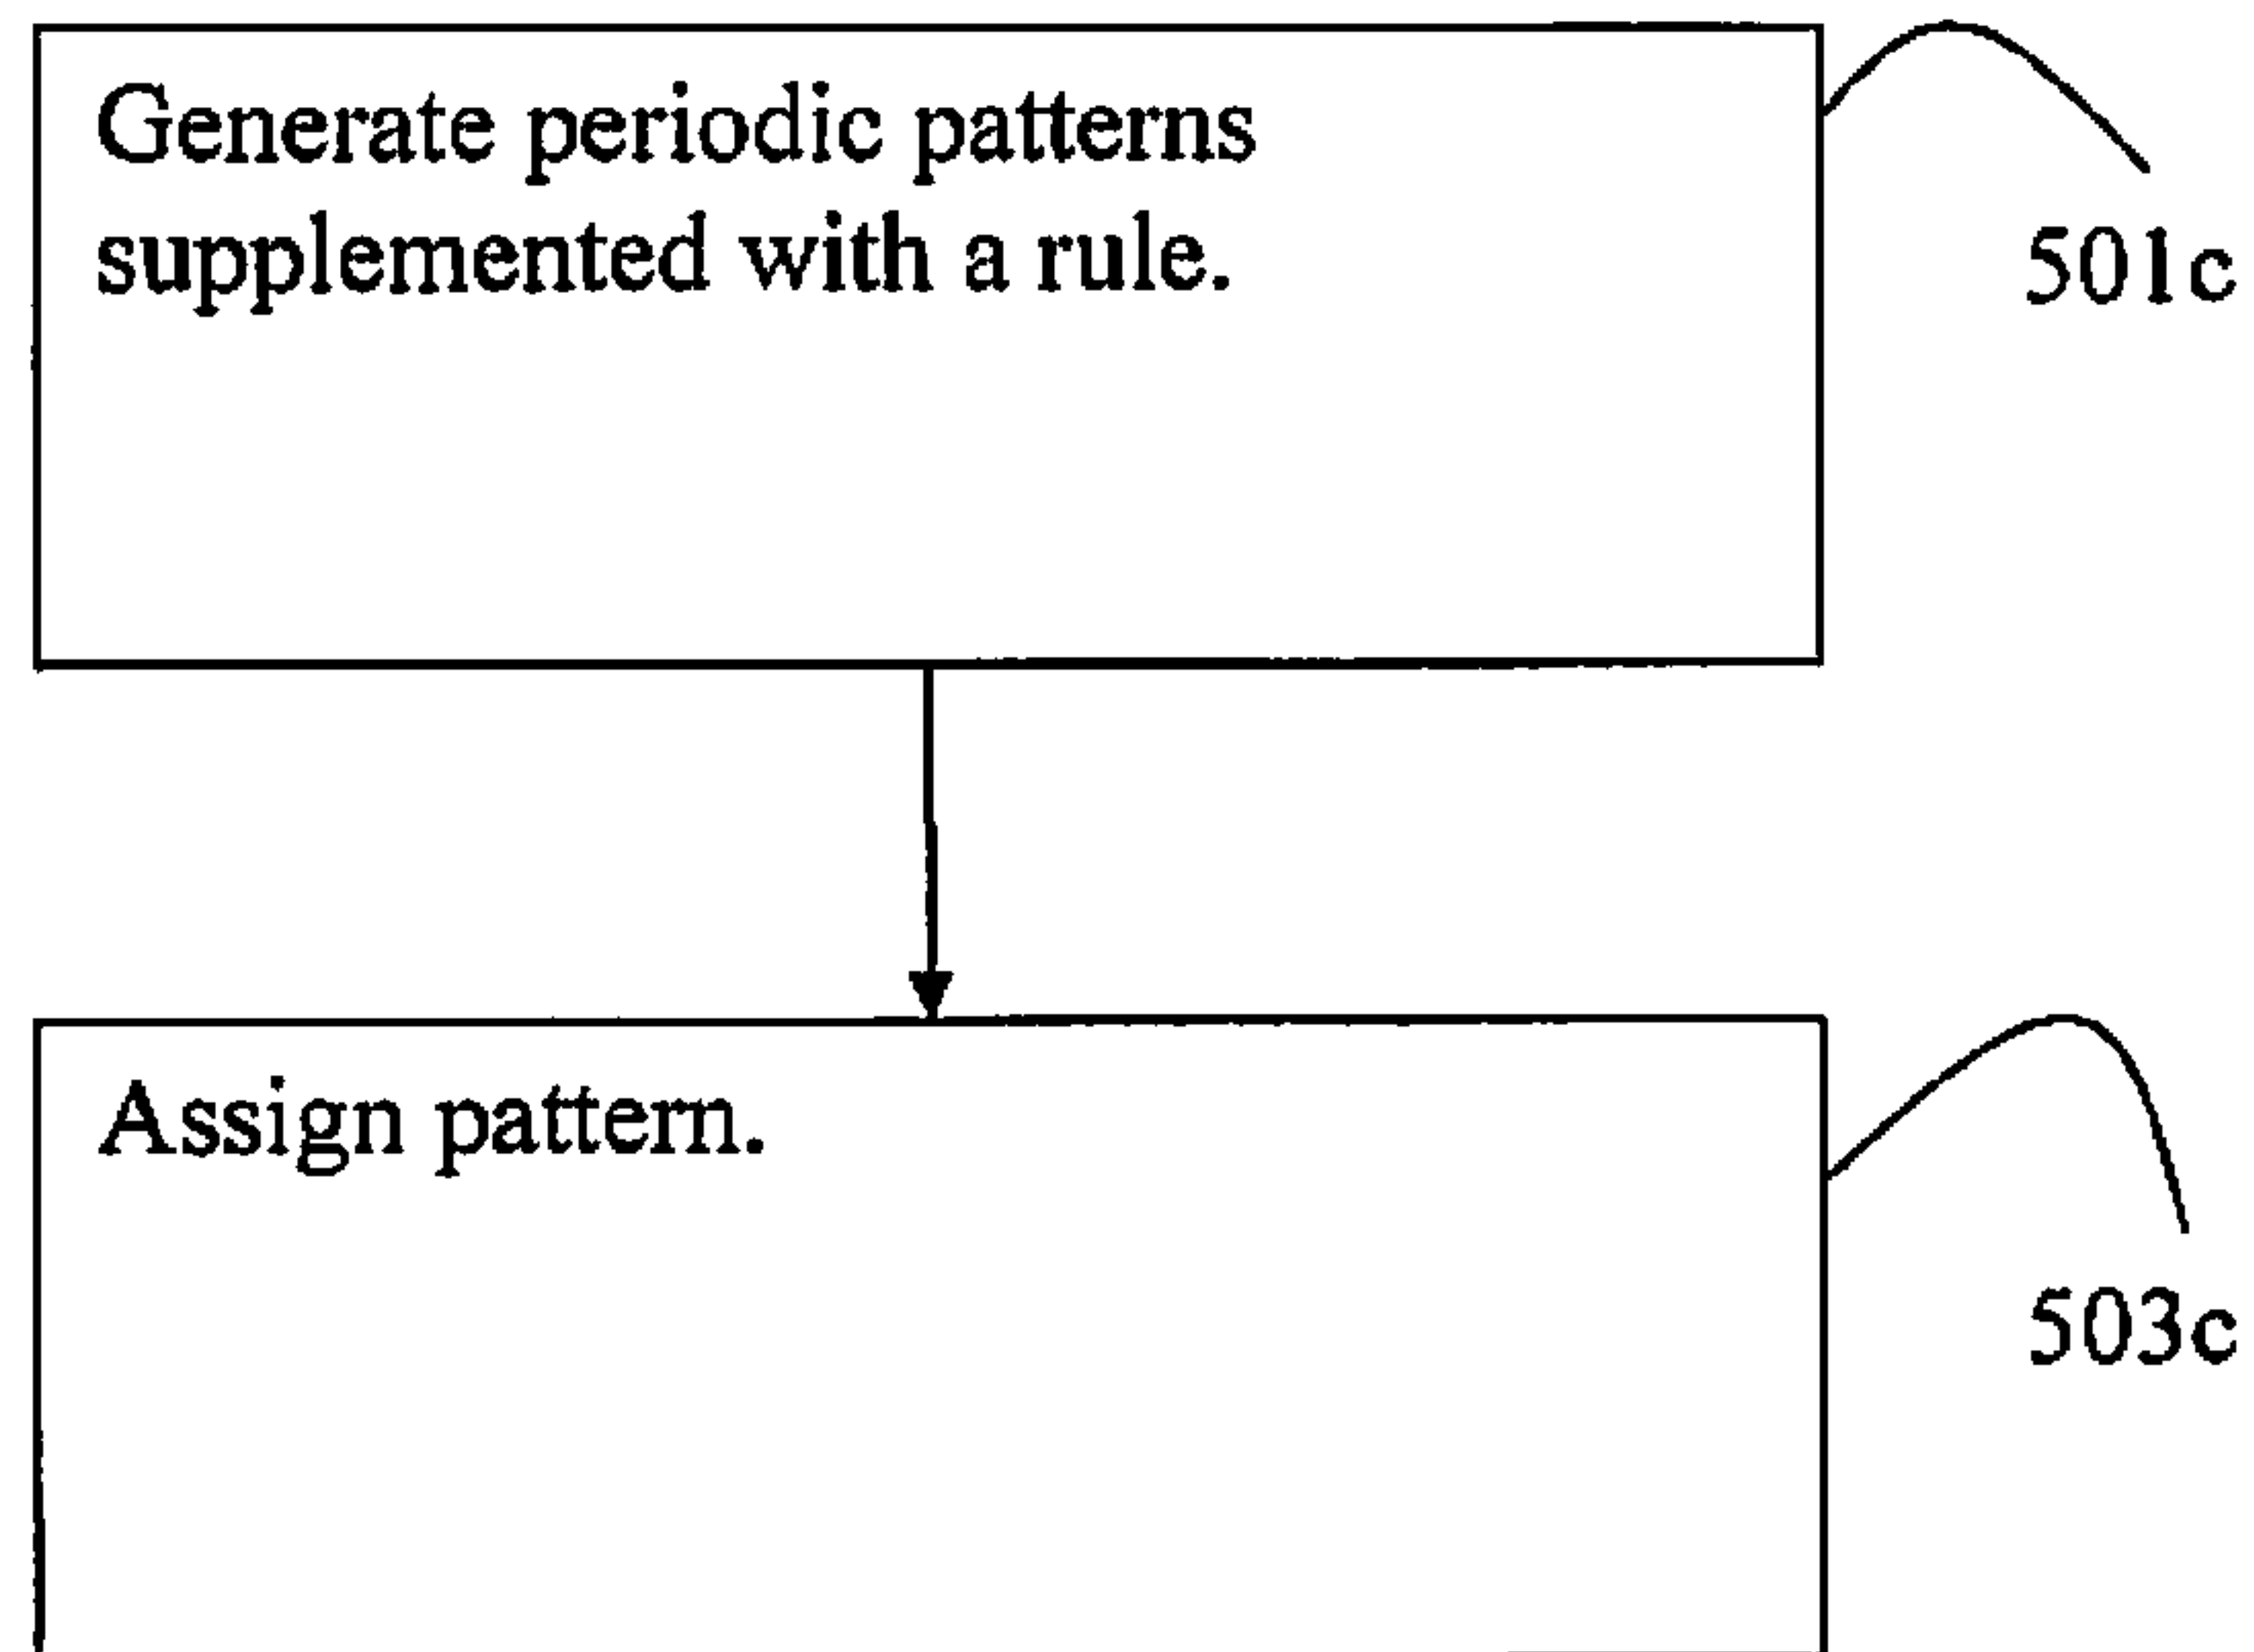 Generate periodic patterns
supplemented with a rule.
501c
Assign pattern.
503c